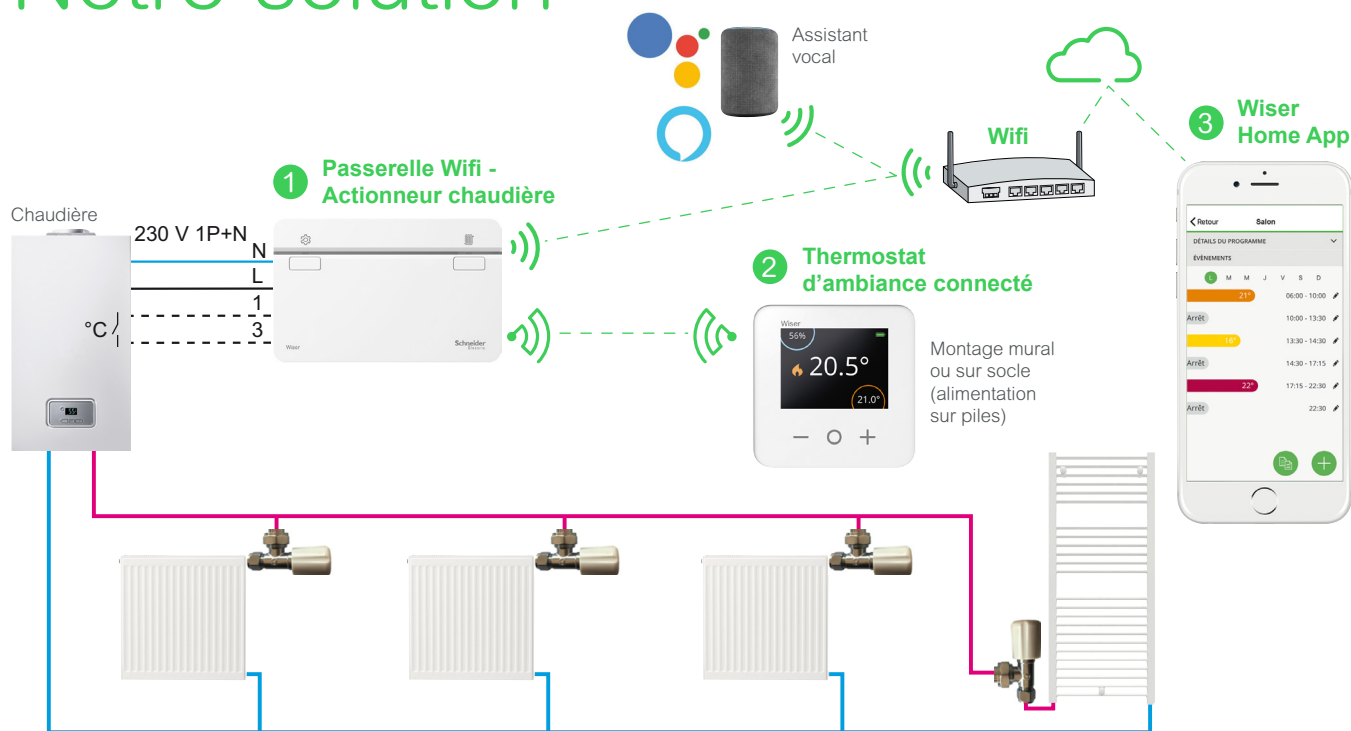 Notre solution
Assistant
vocal
Wifi
3
Wiser
Home App
1
Passerelle Wifi -
Actionneur chaudière
Chaudière
230 V 1P+N
N
L
1
3
°C
Wiser
Schneider
Electric
2
Thermostat
d'ambiance connecté
Wiser
56%
20.5°
21.0°
Montage mural
ou sur socle
(alimentation
sur piles)
Retour Salon
DÉTAILS DU PROGRAMME
ÉVÈNEMENTS
L M M J V S D
21° 06:00 - 10:00
Arrêt 10:00 - 13:30
16° 13:30 - 14:30
Arrêt 14:30 - 17:15
22° 17:15 - 22:30
Arrêt 22:30